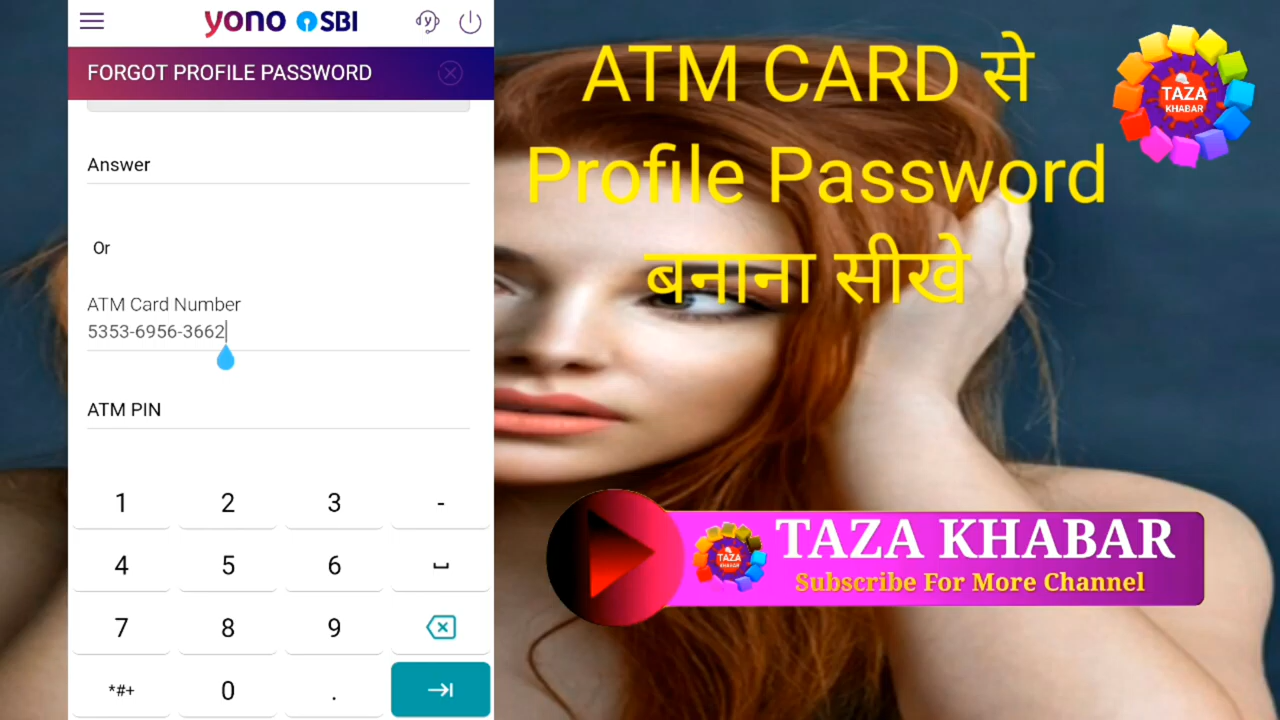 yono SBI
FORGOT PROFILE PASSWORD
Answer
Or
ATM Card Number
5353-6956-3662
ATM PIN
1 2 3 -
4 5 6
7 8 9
*#+ 0 .
ATM CARD से
Profile Password
बनाना सीखे
TAZA
KHABAR
TAZA KHABAR
Subscribe For More Channel
TAZA